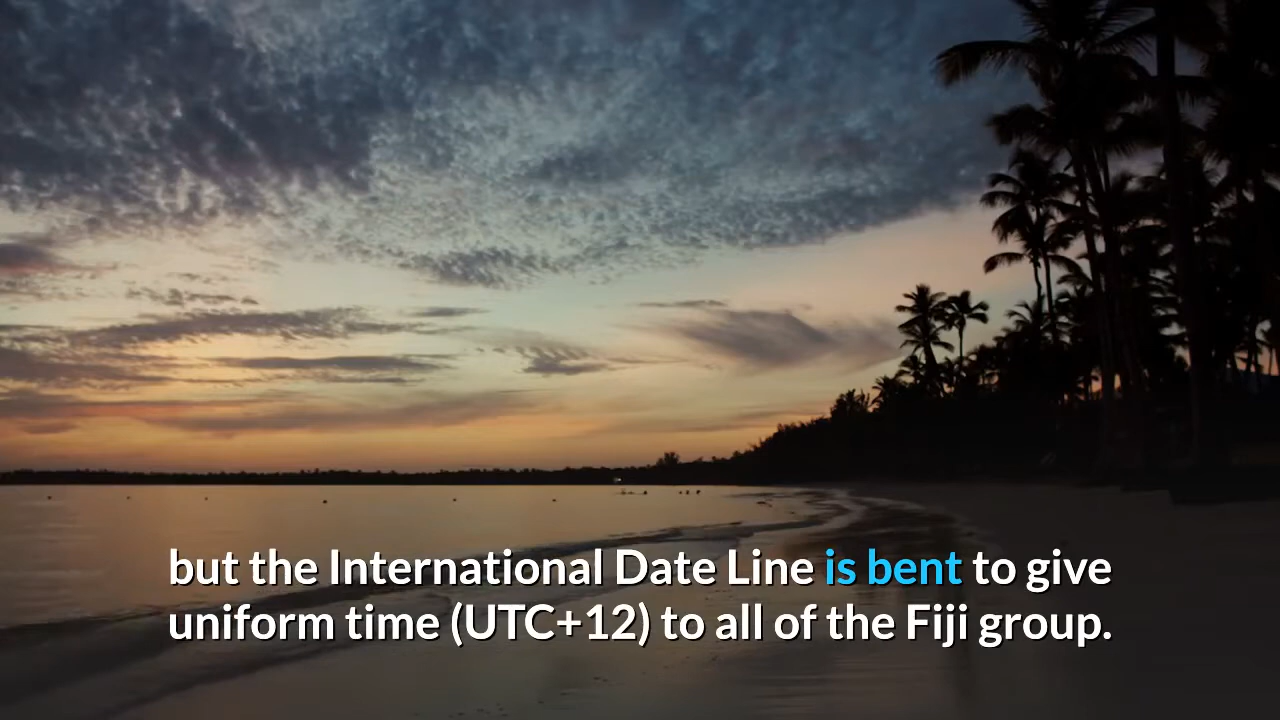 but the International Date Line is bent to give
uniform time (UTC+12) to all of the Fiji group.